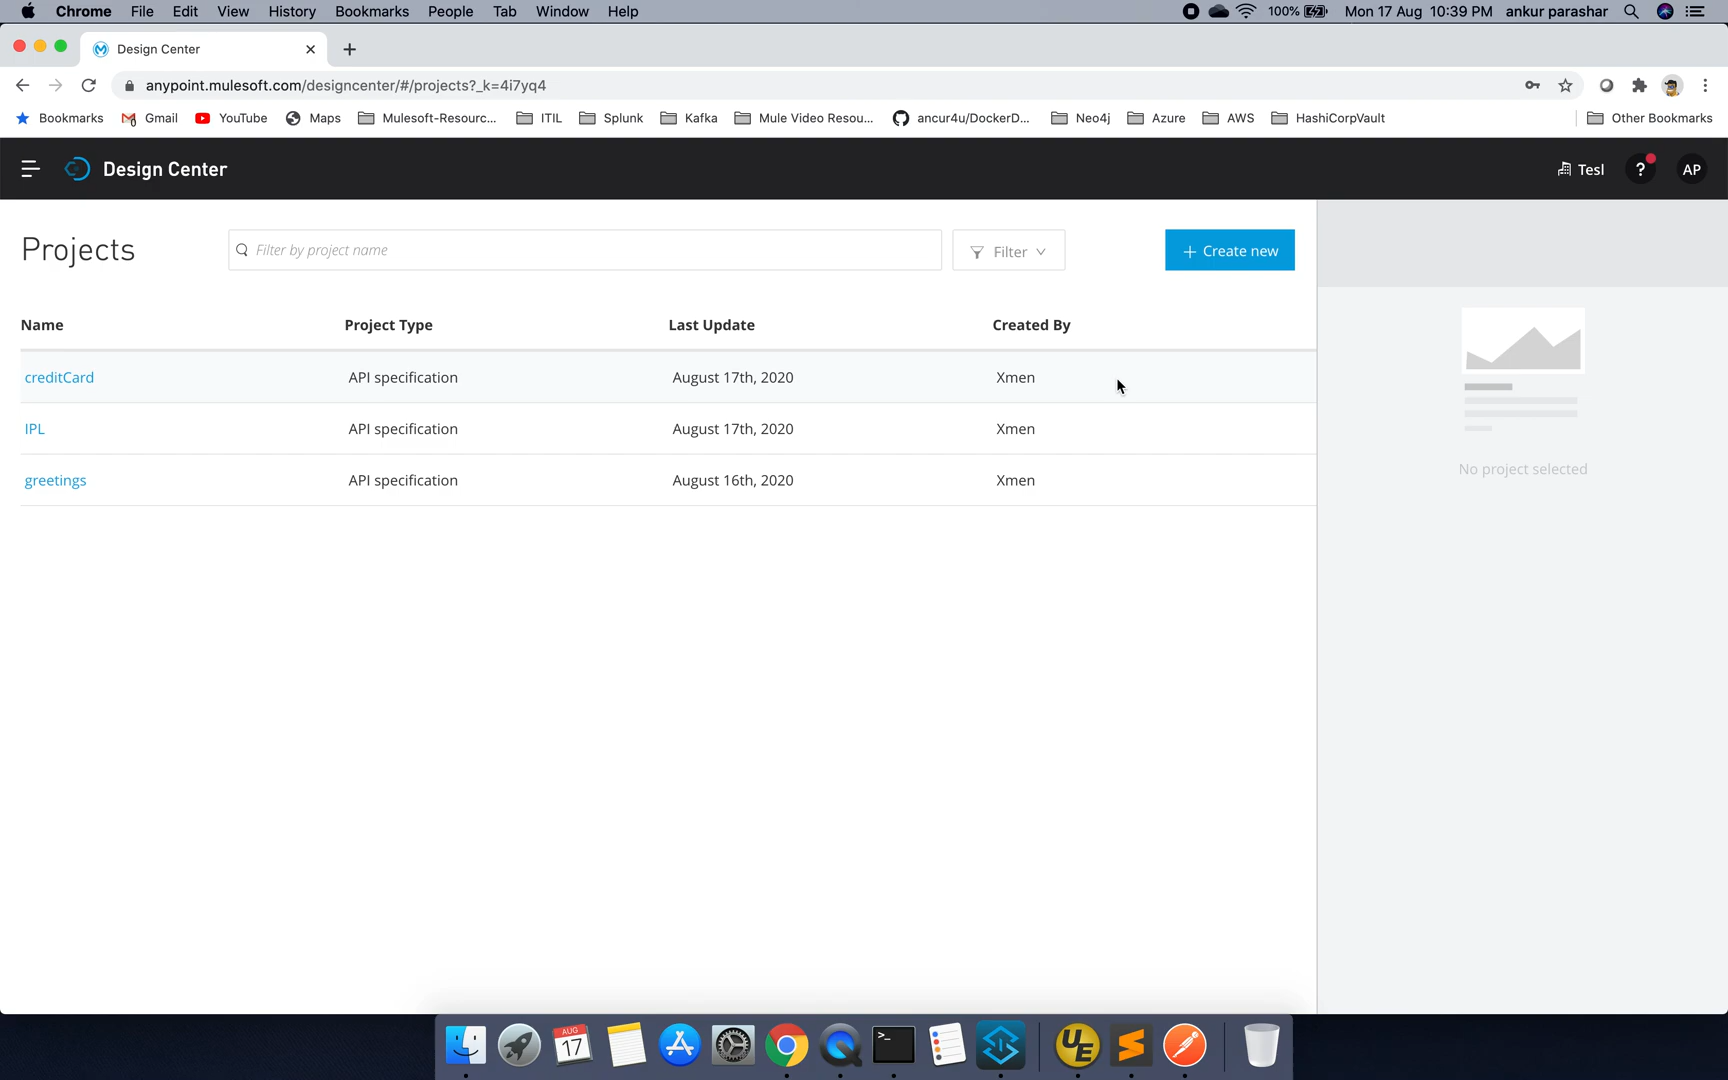 Chrome File Edit View History Bookmarks People Tab Window Help 100% Mon 17 Aug 10:39 PM ankur parashar
Design Center
anypoint.mulesoft.com/designcenter/#/projects?_k=4i7yq4
Bookmarks Gmail YouTube Maps Mulesoft-Resourc... ITIL Splunk Kafka Mule Video Resou... ancur4u/DockerD... Neo4j Azure AWS HashiCorpVault Other Bookmarks
Design Center Tesl ? AP
Projects Filter by project name Filter + Create new
Name Project Type Last Update Created By
creditCard API specification August 17th, 2020 Xmen
IPL API specification August 17th, 2020 Xmen
greetings API specification August 16th, 2020 Xmen
No project selected
AUG
17
>_
UE